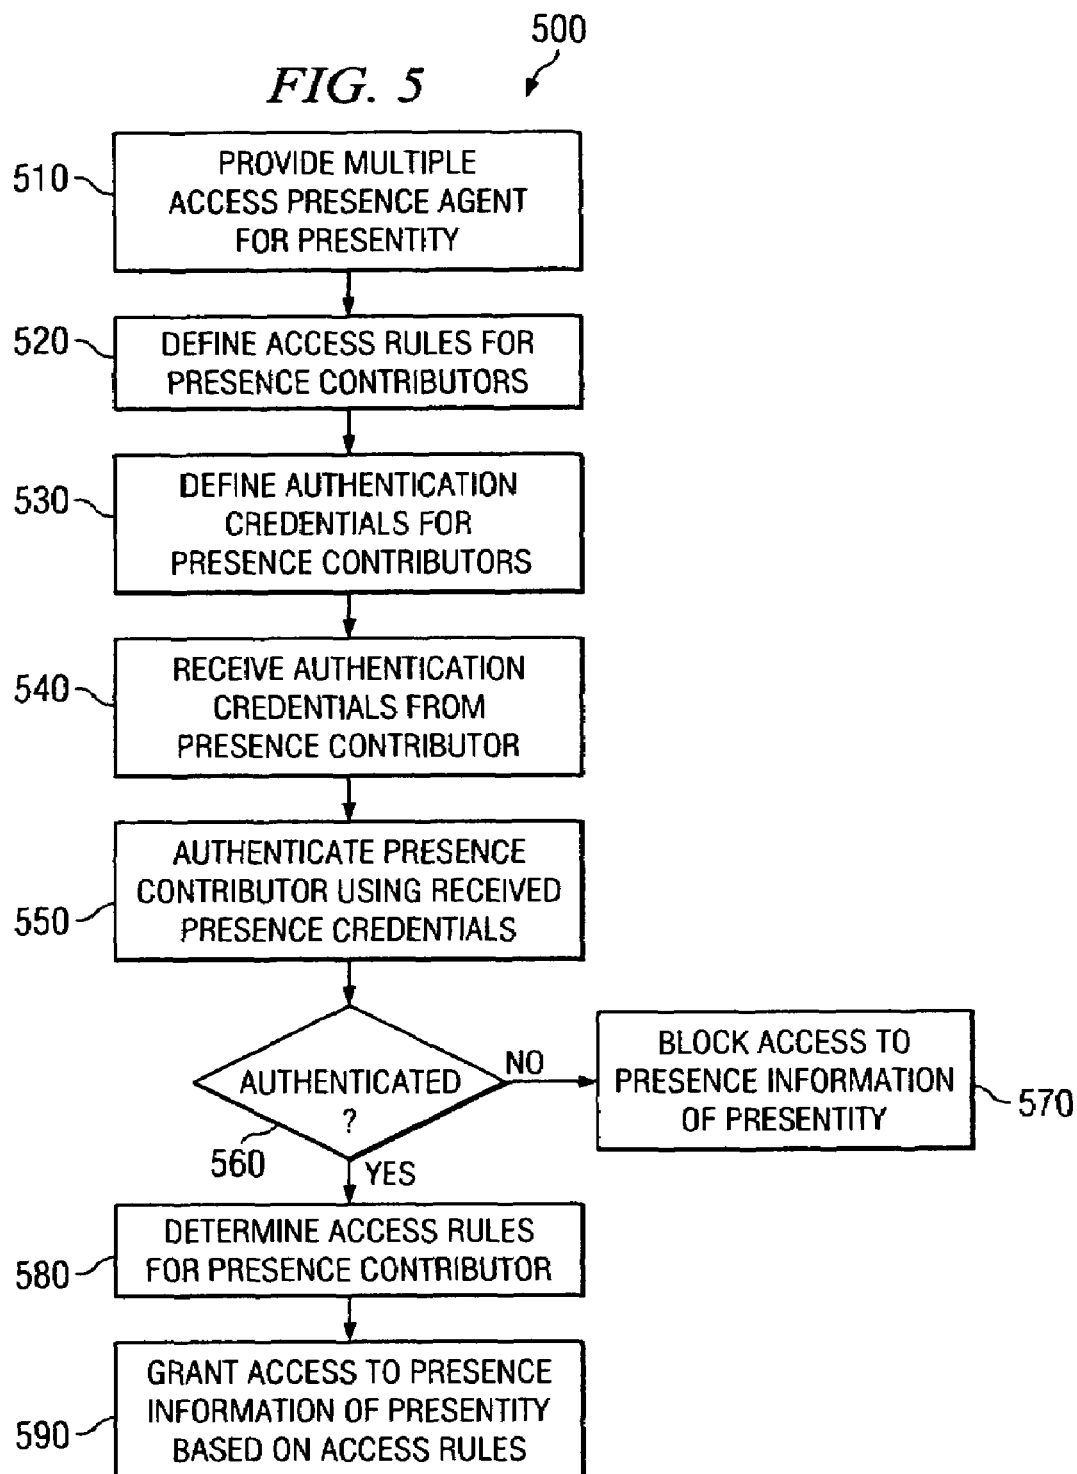 500
FIG. 5
510
PROVIDE MULTIPLE
ACCESS PRESENCE AGENT
FOR PRESENTITY
520
DEFINE ACCESS RULES FOR
PRESENCE CONTRIBUTORS
530
DEFINE AUTHENTICATION
CREDENTIALS FOR
PRESENCE CONTRIBUTORS
540
RECEIVE AUTHENTICATION
CREDENTIALS FROM
PRESENCE CONTRIBUTOR
550
AUTHENTICATE PRESENCE
CONTRIBUTOR USING RECEIVED
PRESENCE CREDENTIALS
AUTHENTICATED
?
560
NO
BLOCK ACCESS TO
PRESENCE INFORMATION
OF PRESENTITY
570
YES
580
DETERMINE ACCESS RULES
FOR PRESENCE CONTRIBUTOR
590
GRANT ACCESS TO PRESENCE
INFORMATION OF PRESENTITY
BASED ON ACCESS RULES